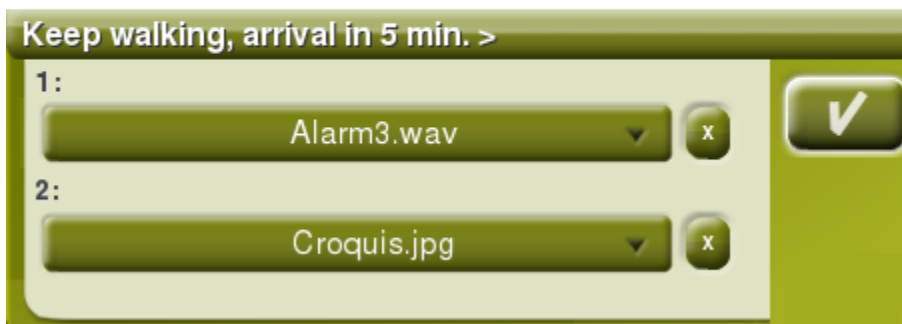 Keep walking, arrival in 5 min. >
1:
Alarm3.wav
x
2:
Croquis.jpg
x